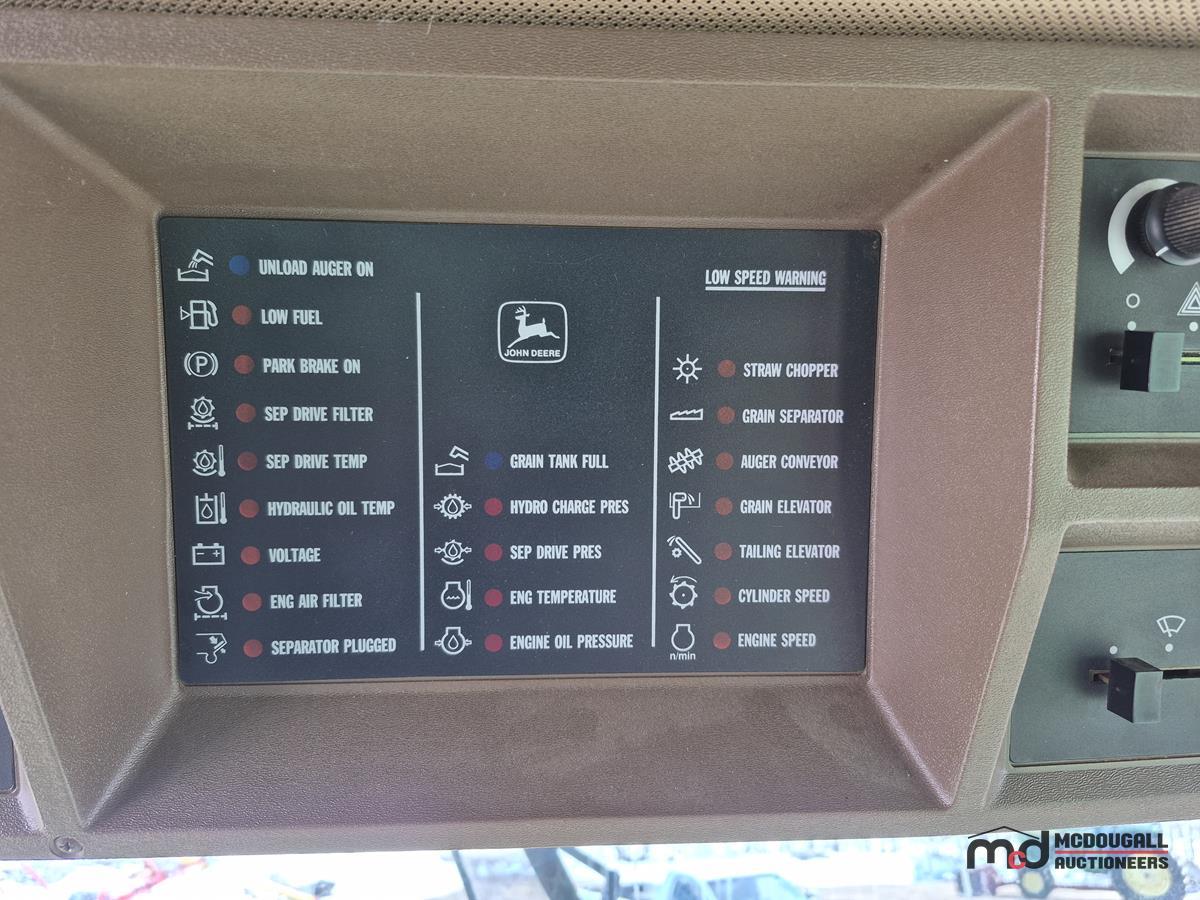 UNLOAD AUGER ON
LOW FUEL
P
PARK BRAKE ON
SEP DRIVE FILTER
SEP DRIVE TEMP
HYDRAULIC OIL TEMP
VOLTAGE
ENG AIR FILTER
SEPARATOR PLUGGED
JOHN DEERE
GRAIN TANK FULL
HYDRO CHARGE PRES
SEP DRIVE PRES
ENG TEMPERATURE
ENGINE OIL PRESSURE
LOW SPEED WARNING
STRAW CHOPPER
GRAIN SEPARATOR
AUGER CONVEYOR
GRAIN ELEVATOR
TAILING ELEVATOR
CYLINDER SPEED
ENGINE SPEED
n/min
mcd MCDOUGALL
AUCTIONEERS